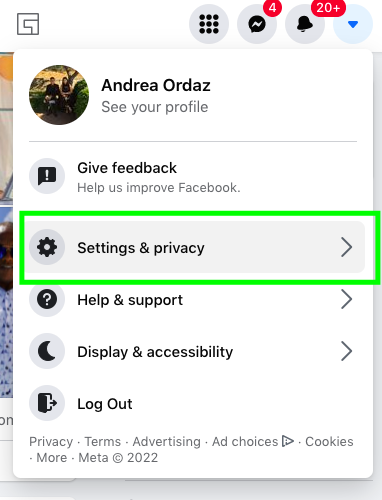 4
20+
Andrea Ordaz
See your profile
Give feedback
Help us improve Facebook.
Settings & privacy
Help & support
Display & accessibility
Log Out
Privacy · Terms · Advertising · Ad choices · Cookies
· More · Meta © 2022